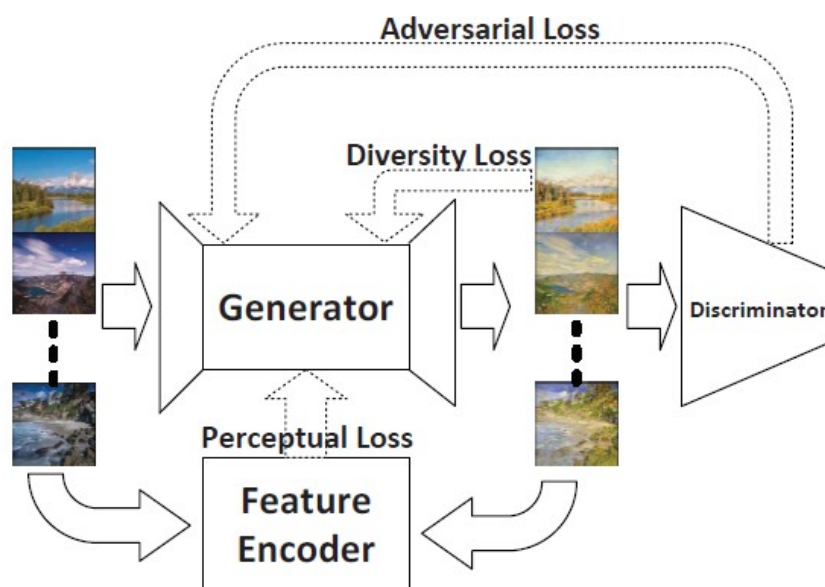 Adversarial Loss
Diversity Loss
Generator
Discriminator
Perceptual Loss
Feature
Encoder